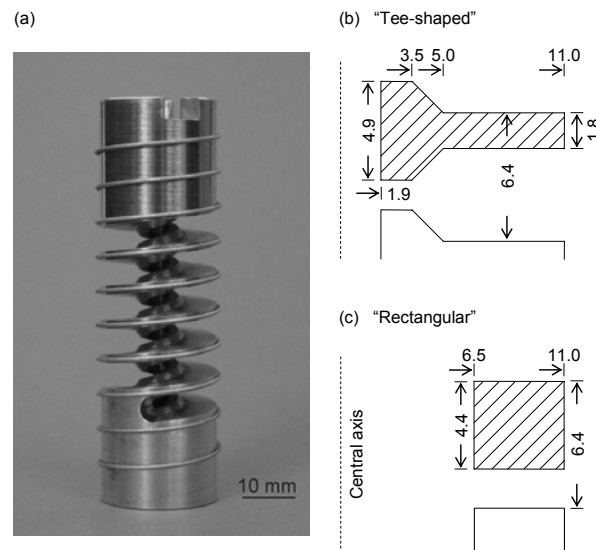 (a)
10 mm
(b) “Tee-shaped”
3.5 5.0 11.0
4.9
1.8
6.4
1.9
(c) “Rectangular”
6.5 11.0
4.4
6.4
Central axis